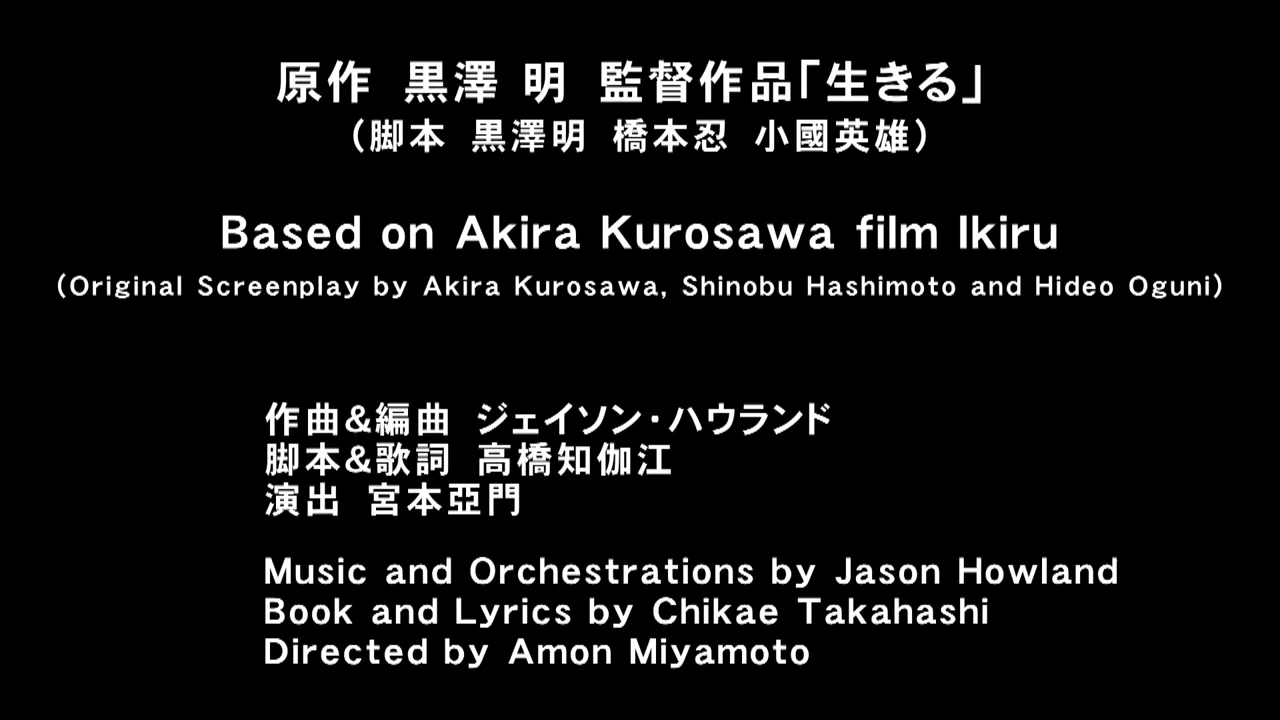 原作 黒澤 明 監督作品「生きる」
(脚本 黒澤明 橋本忍 小國英雄)
Based on Akira Kurosawa film Ikiru
(Original Screenplay by Akira Kurosawa, Shinobu Hashimoto and Hideo Oguni)
作曲&編曲 ジェイソン・ハウランド
脚本&歌詞 高橋知伽江
演出 宮本亞門
Music and Orchestrations by Jason Howland
Book and Lyrics by Chikae Takahashi
Directed by Amon Miyamoto